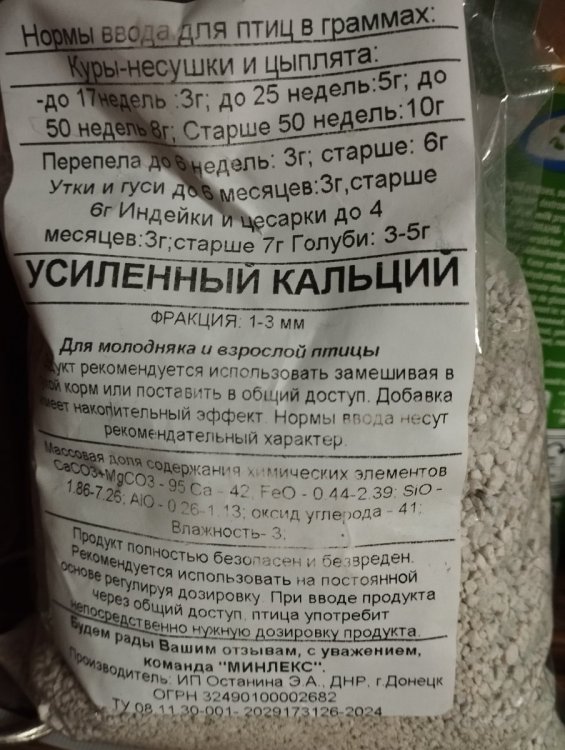 Нормы ввода для птиц в граммах:
Куры-несушки и цыплята:
-до 17недель :3г; до 25 недель:5г; до
50 недель 8г; Старше 50 недель:10г
Перепела до 6 недель: 3г; старше: 6г
Утки и гуси до 6 месяцев:3г,старше
6г Индейки и цесарки до 4
месяцев:3г;старше 7г Голуби: 3-5г
УСИЛЕННЫЙ КАЛЬЦИЙ
ФРАКЦИЯ: 1-3 мм
Для молодняка и взрослой птицы
рекомендуется использовать замешивая в
корм или поставить в общий доступ. Добавка
имеет накопительный эффект. Нормы ввода несут
рекомендательный характер.
Массовая доля содержания химических элементов
CaCO3+MgCO3 - 95 Ca - 42, FeO - 0.44-2.39: SiO -
1.86-7.26; AlO - 0.26-1.13; оксид углерода - 41;
Влажность- 3;
Продукт полностью безопасен и безвреден.
Рекомендуется использовать на постоянной
основе регулируя дозировку. При вводе продукта
через общий доступ, птица употребит
непосредственно нужную дозировку продукта.
Будем рады Вашим отзывам, с уважением,
команда "МИНЛЕКС".
Производитель: ИП Останина Э.А., ДНР, г.Донецк
ОГРН 32490100002682
ТУ 08.11.30-001- 2029173126-2024